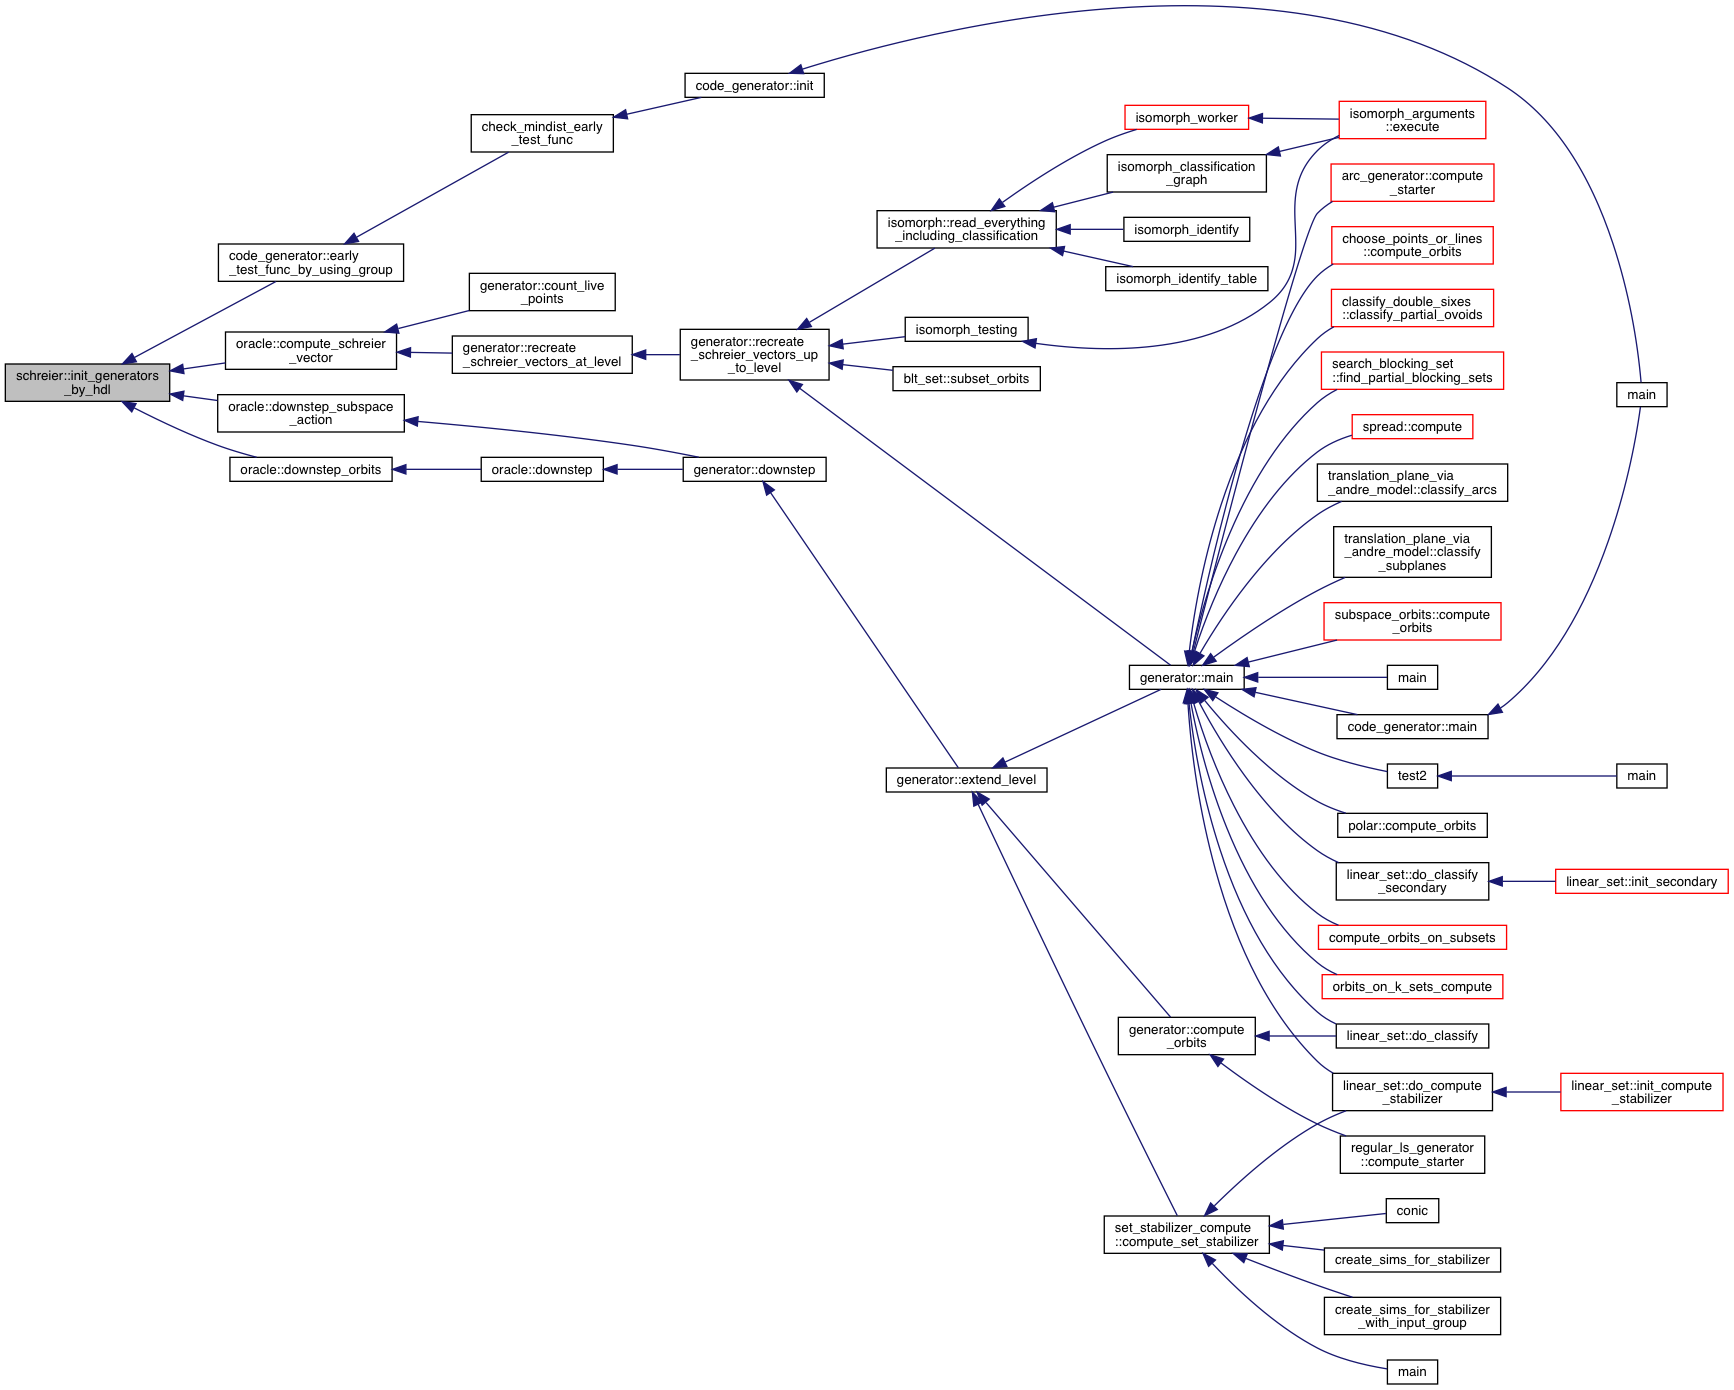 schreier::init_generators
_by_hdl
code_generator::early
_test_func_by_using_group
oracle::compute_schreier
_vector
oracle::downstep_subspace
_action
oracle::downstep_orbits
check_mindist_early
_test_func
generator::count_live
_points
generator::recreate
_schreier_vectors_at_level
oracle::downstep
code_generator::init
generator::recreate
_schreier_vectors_up
_to_level
generator::downstep
isomorph::read_everything
_including_classification
isomorph_testing
blt_set::subset_orbits
generator::extend_level
isomorph_worker
isomorph_classification
_graph
isomorph_identify
isomorph_identify_table
generator::main
generator::compute
_orbits
set_stabilizer_compute
::compute_set_stabilizer
isomorph_arguments
::execute
arc_generator::compute
_starter
choose_points_or_lines
::compute_orbits
classify_double_sixes
::classify_partial_ovoids
search_blocking_set
::find_partial_blocking_sets
spread::compute
translation_plane_via
_andre_model::classify_arcs
translation_plane_via
_andre_model::classify
_subplanes
subspace_orbits::compute
_orbits
main
code_generator::main
test2
polar::compute_orbits
linear_set::do_classify
_secondary
compute_orbits_on_subsets
orbits_on_k_sets_compute
linear_set::do_classify
linear_set::do_compute
_stabilizer
regular_ls_generator
::compute_starter
conic
create_sims_for_stabilizer
create_sims_for_stabilizer
_with_input_group
main
main
main
linear_set::init_secondary
linear_set::init_compute
_stabilizer